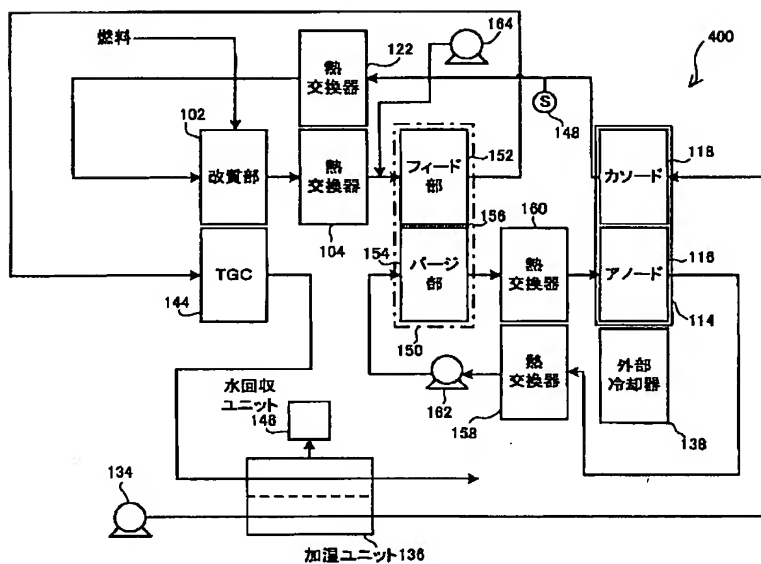 燃料
164
400
122
熱
交換器
S
148
102
改質部
熱
交換器
フィード
部
152
カソード
118
104
156
160
154
パージ
部
熱
交換器
アノード
116
TGC
144
114
150
熱
交換器
外部
冷却器
水回収
ユニット
146
162
158
138
134
加湿ユニット136